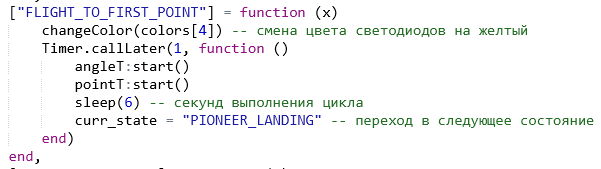 ["FLIGHT_TO_FIRST_POINT"] = function (x)
    changeColor(colors[4]) -- смена цвета светодиодов на желтый
    Timer.callLater(1, function ()
        angleT:start()
        pointT:start()
        sleep(6) -- секунд выполнения цикла
        curr_state = "PIONEER_LANDING" -- переход в следующее состояние
    end)
end,